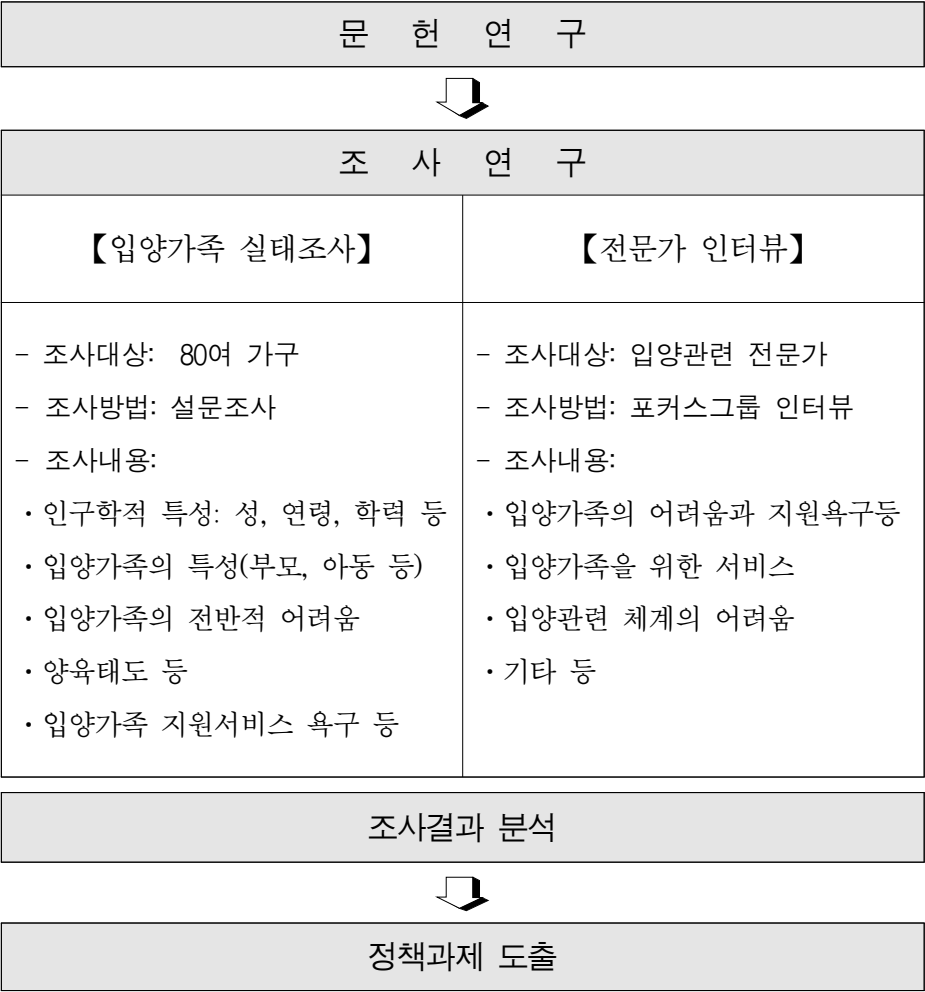 문 헌 연 구
조 사 연 구
【입양가족 실태조사】
- 조사대상: 80여 가구
- 조사방법: 설문조사
- 조사내용:
・인구학적 특성: 성, 연령, 학력 등
・입양가족의 특성(부모, 아동 등)
・입양가족의 전반적 어려움
・양육태도 등
・입양가족 지원서비스 욕구 등
【전문가 인터뷰】
- 조사대상: 입양관련 전문가
- 조사방법: 포커스그룹 인터뷰
- 조사내용:
・입양가족의 어려움과 지원욕구등
・입양가족을 위한 서비스
・입양관련 체계의 어려움
・기타 등
조사결과 분석
정책과제 도출